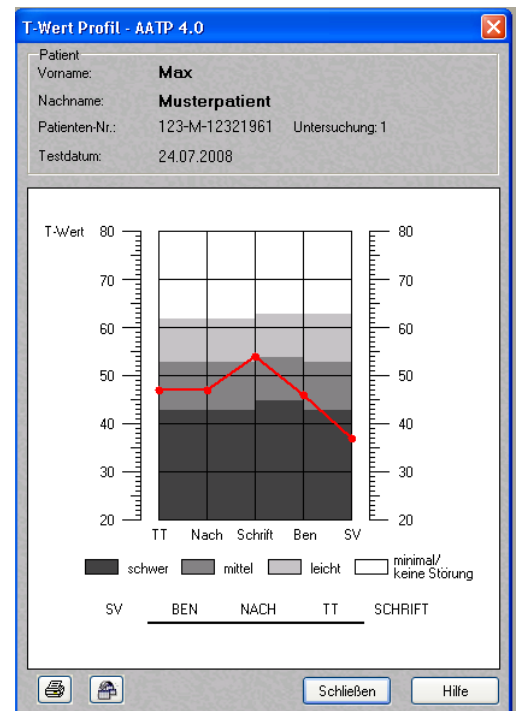 T-Wert Profil - AATP 4.0
Patient
Vorname: Max
Nachname: Musterpatient
Patienten-Nr.: 123-M-12321961 Untersuchung: 1
Testdatum: 24.07.2008
T-Wert 80 80
70 70
60 60
50 50
40 40
30 30
20 20
TT Nach Schrift Ben SV
schwer mittel leicht minimal/
keine Störung
SV BEN NACH TT SCHRIFT
Schließen Hilfe